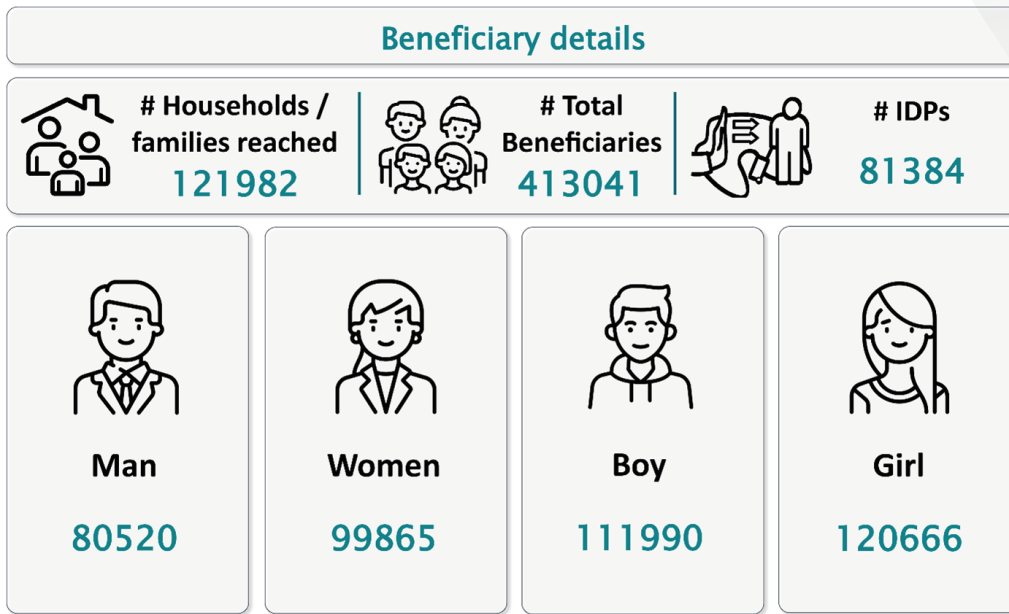 Beneficiary details
# Households /
families reached
121982
# Total
Beneficiaries
413041
# IDPs
81384
Man
80520
Women
99865
Boy
111990
Girl
120666